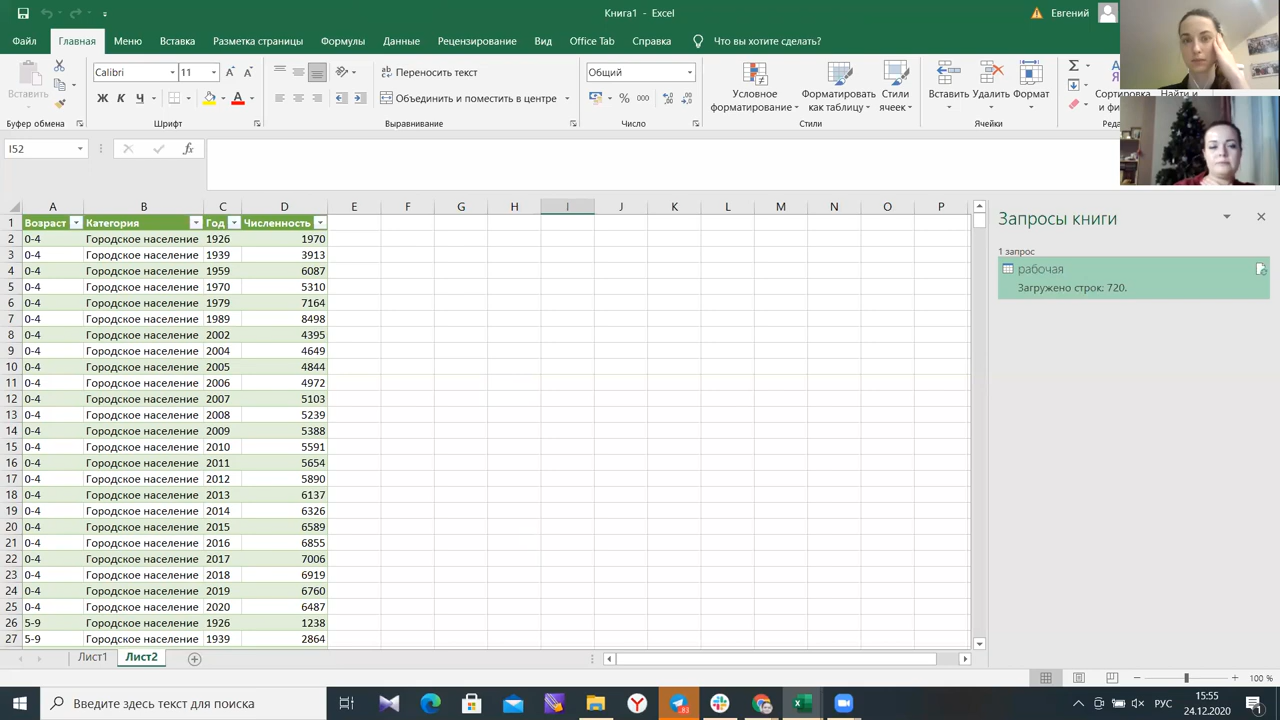 Книга1 - Excel
Евгений
Файл Главная Меню Вставка Разметка страницы Формулы Данные Рецензирование Вид Office Tab Справка Что вы хотите сделать?
Вставить
Calibri 11
Ж К Ч
Переносить текст
Объединить и поместить в центре
Общий
% 000
Условное форматирование
Форматировать как таблицу
Стили ячеек
Вставить Удалить Формат
Сортировка и ф
Найти и
Буфер обмена Шрифт Выравнивание Число Стили Ячейки Реда
I52
fx
A B C D E F G H I J K L M N O P
1 Возраст Категория Год Численность
2 0-4 Городское население 1926 1970
3 0-4 Городское население 1939 3913
4 0-4 Городское население 1959 6087
5 0-4 Городское население 1970 5310
6 0-4 Городское население 1979 7164
7 0-4 Городское население 1989 8498
8 0-4 Городское население 2002 4395
9 0-4 Городское население 2004 4649
10 0-4 Городское население 2005 4844
11 0-4 Городское население 2006 4972
12 0-4 Городское население 2007 5103
13 0-4 Городское население 2008 5239
14 0-4 Городское население 2009 5388
15 0-4 Городское население 2010 5591
16 0-4 Городское население 2011 5654
17 0-4 Городское население 2012 5890
18 0-4 Городское население 2013 6137
19 0-4 Городское население 2014 6326
20 0-4 Городское население 2015 6589
21 0-4 Городское население 2016 6855
22 0-4 Городское население 2017 7006
23 0-4 Городское население 2018 6919
24 0-4 Городское население 2019 6760
25 0-4 Городское население 2020 6487
26 5-9 Городское население 1926 1238
27 5-9 Городское население 1939 2864
Запросы книги
1 запрос
рабочая
Загружено строк: 720.
Лист1 Лист2
100 %
Введите здесь текст для поиска
РУС
15:55
24.12.2020